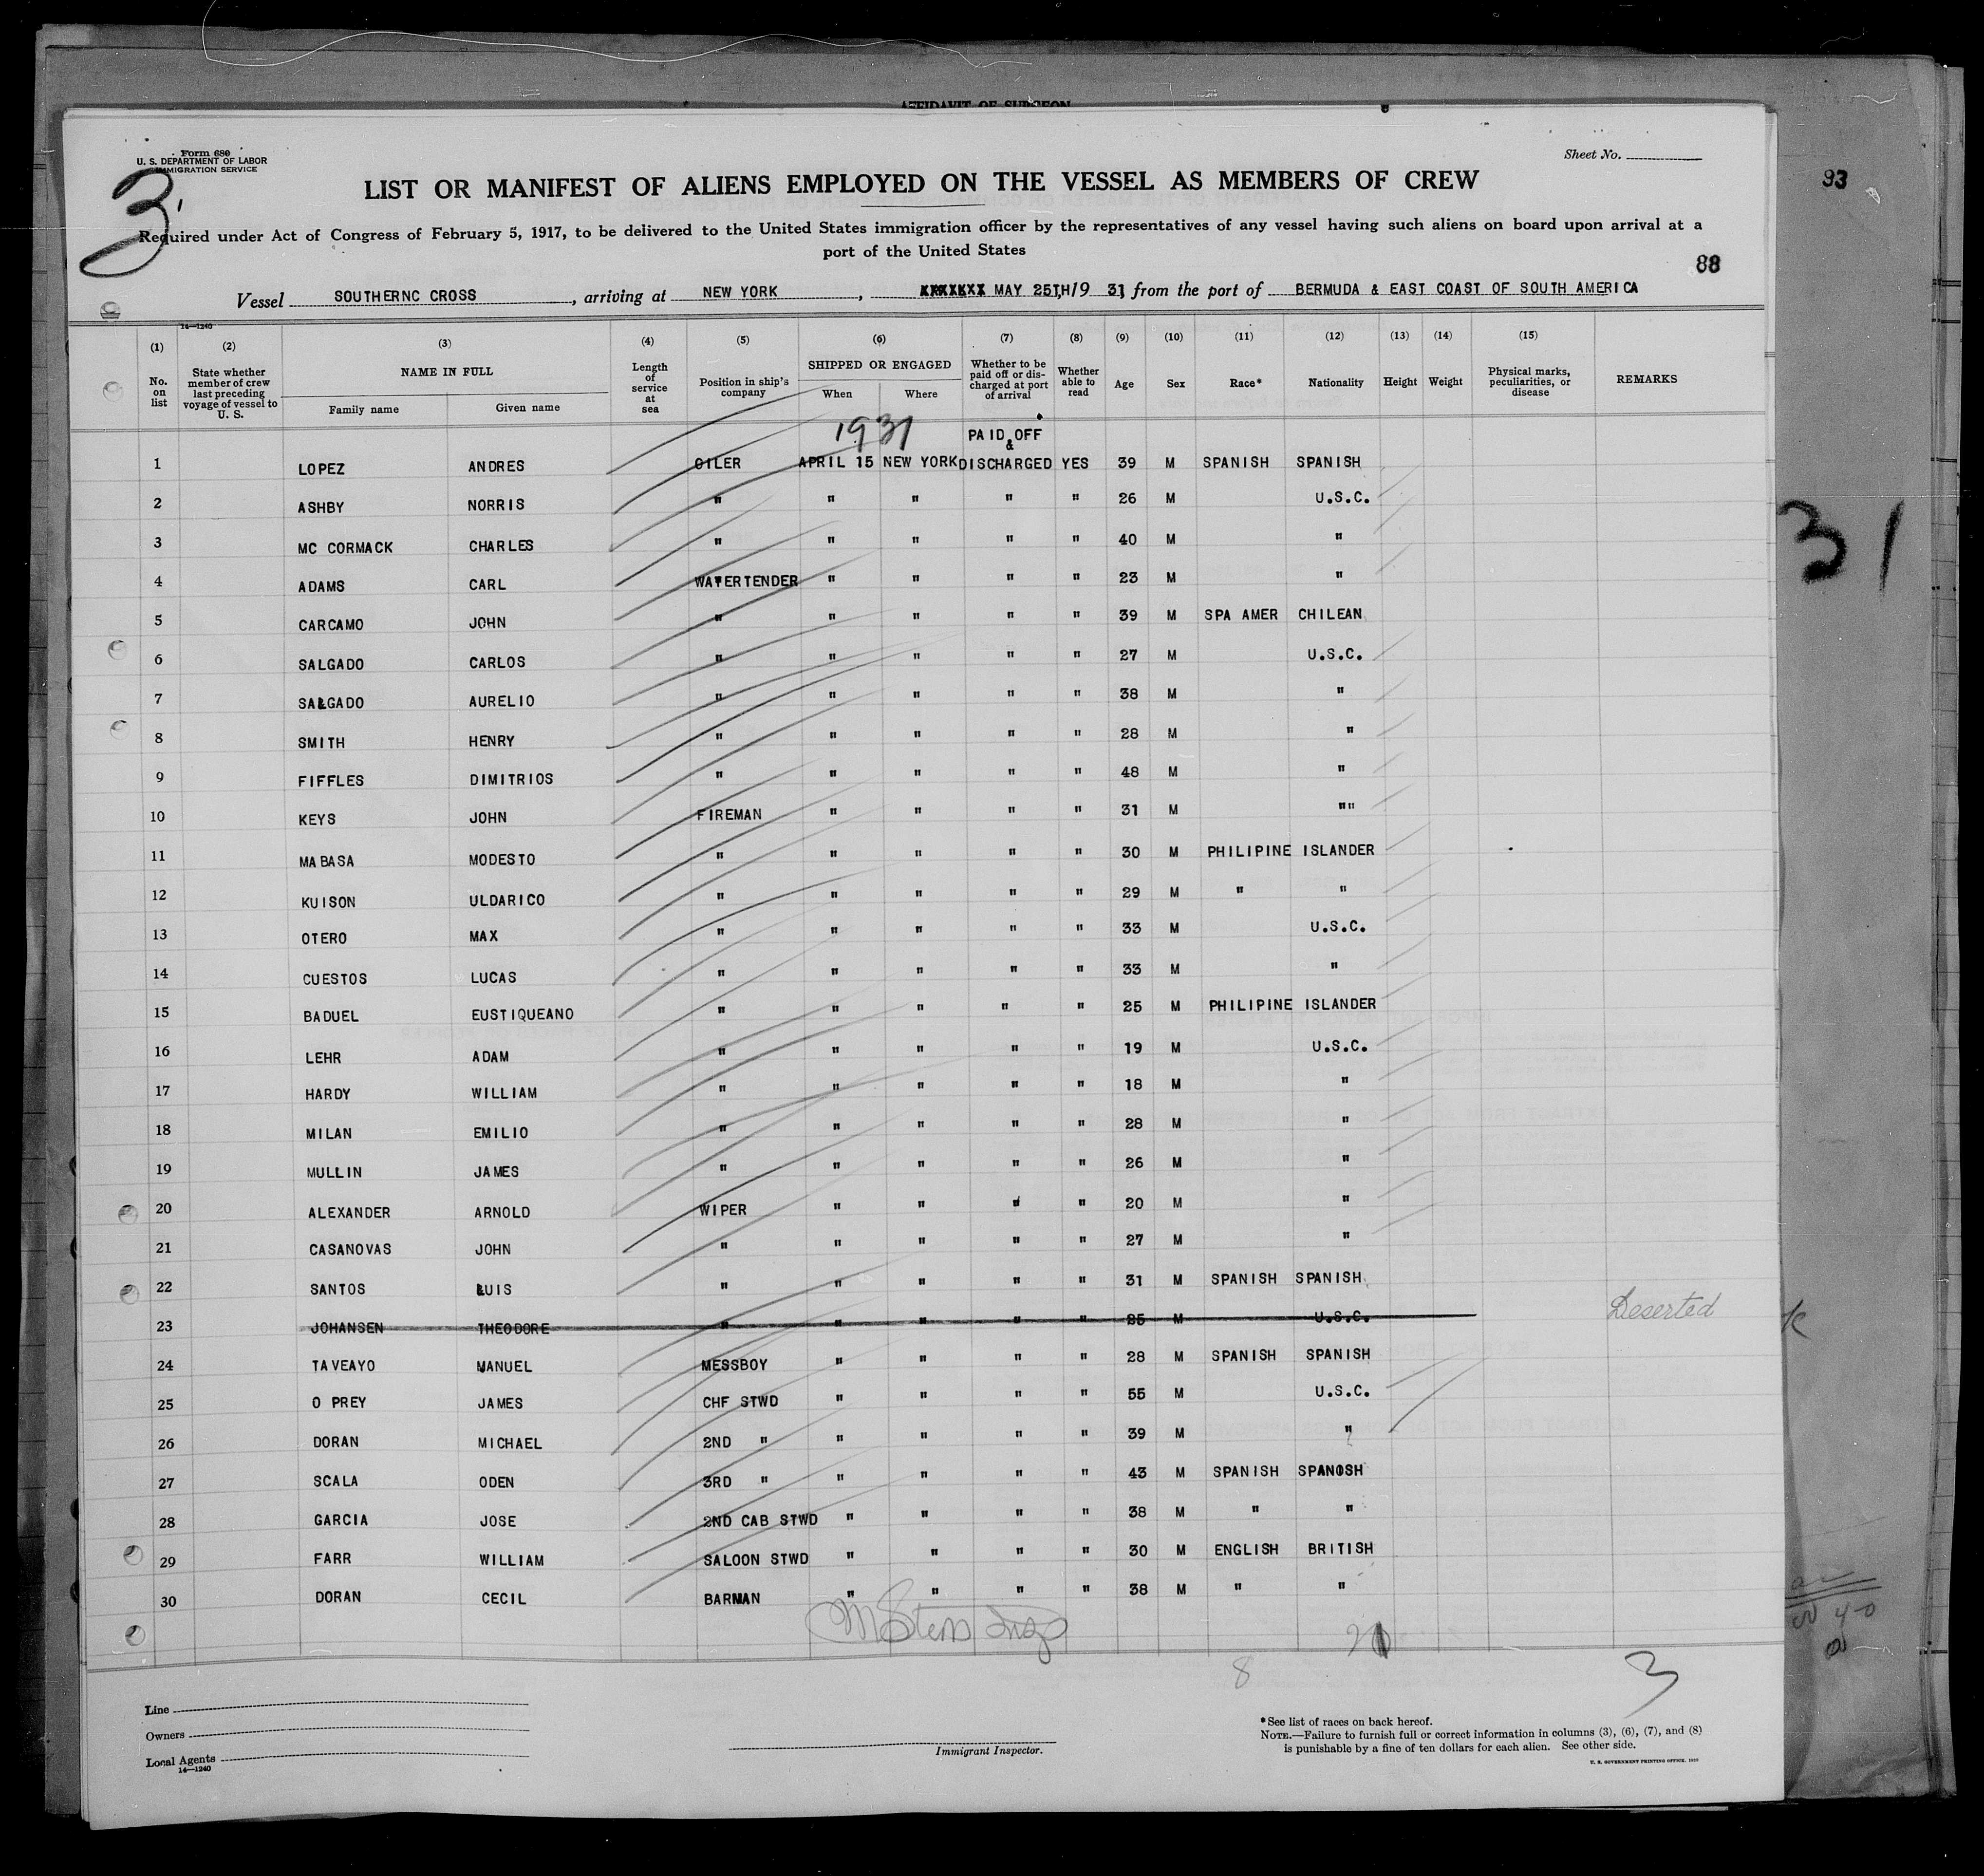 AFFIDAVIT OF SURGEON
Form 680
U. S. DEPARTMENT OF LABOR
IMMIGRATION SERVICE
Sheet No.
3
93
LIST OR MANIFEST OF ALIENS EMPLOYED ON THE VESSEL AS MEMBERS OF CREW
Required under Act of Congress of February 5, 1917, to be delivered to the United States immigration officer by the representatives of any vessel having such aliens on board upon arrival at a
port of the United States
88
Vessel SOUTHERNC CROSS, arriving at NEW YORK, XXXXXXX MAY 25TH,19 31 from the port of BERMUDA & EAST COAST OF SOUTH AMERICA
14—1240
(1) (2) (3) (4) (5) (6) (7) (8) (9) (10) (11) (12) (13) (14) (15)
No. on list State whether member of crew last preceding voyage of vessel to U. S. NAME IN FULL Family name Given name Length of service at sea Position in ship's company SHIPPED OR ENGAGED When Where Whether to be paid off or discharged at port of arrival Whether able to read Age Sex Race* Nationality Height Weight Physical marks, peculiarities, or disease REMARKS
1931 PAID OFF
&
1 LOPEZ ANDRES OILER APRIL 15 NEW YORK DISCHARGED YES 39 M SPANISH SPANISH
2 ASHBY NORRIS " " " " " 26 M U.S.C.
3 MC CORMACK CHARLES " " " " " 40 M "
31
4 ADAMS CARL WATERTENDER " " " " 23 M "
5 CARCAMO JOHN " " " " " 39 M SPA AMER CHILEAN
6 SALGADO CARLOS " " " " " 27 M U.S.C.
7 SALGADO AURELIO " " " " " 38 M "
8 SMITH HENRY " " " " " 28 M "
9 FIFFLES DIMITRIOS " " " " " 48 M "
10 KEYS JOHN FIREMAN " " " " 31 M ""
11 MABASA MODESTO " " " " " 30 M PHILIPINE ISLANDER
12 KUISON ULDARICO " " " " " 29 M " "
13 OTERO MAX " " " " " 33 M U.S.C.
14 CUESTOS LUCAS " " " " " 33 M "
15 BADUEL EUSTIQUEANO " " " " " 25 M PHILIPINE ISLANDER
16 LEHR ADAM " " " " " 19 M U.S.C.
17 HARDY WILLIAM " " " " " 18 M "
18 MILAN EMILIO " " " " " 28 M "
19 MULLIN JAMES " " " " " 26 M "
20 ALEXANDER ARNOLD WIPER " " " " 20 M "
21 CASANOVAS JOHN " " " " " 27 M "
22 SANTOS LUIS " " " " " 31 M SPANISH SPANISH
23 JOHANSEN THEODORE " " " " " 25 M U.S.C. Deserted
24 TAVEAYO MANUEL MESSBOY " " " " 28 M SPANISH SPANISH
25 O PREY JAMES CHF STWD " " " " 55 M U.S.C.
26 DORAN MICHAEL 2ND " " " " " 39 M "
27 SCALA ODEN 3RD " " " " " 43 M SPANISH SPANOSH
28 GARCIA JOSE 2ND CAB STWD " " " " 38 M " "
29 FARR WILLIAM SALOON STWD " " " " 30 M ENGLISH BRITISH
30 DORAN CECIL BARMAN " " " " 38 M " "
8
3
Line
Owners
Local Agents
14—1240
Immigrant Inspector.
*See list of races on back hereof.
NOTE.—Failure to furnish full or correct information in columns (3), (6), (7), and (8)
is punishable by a fine of ten dollars for each alien. See other side.